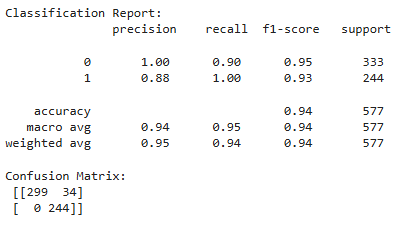 Classification Report:
precision recall f1-score support
0 1.00 0.90 0.95 333
1 0.88 1.00 0.93 244
accuracy 0.94 577
macro avg 0.94 0.95 0.94 577
weighted avg 0.95 0.94 0.94 577
Confusion Matrix:
[[299 34]
[ 0 244]]